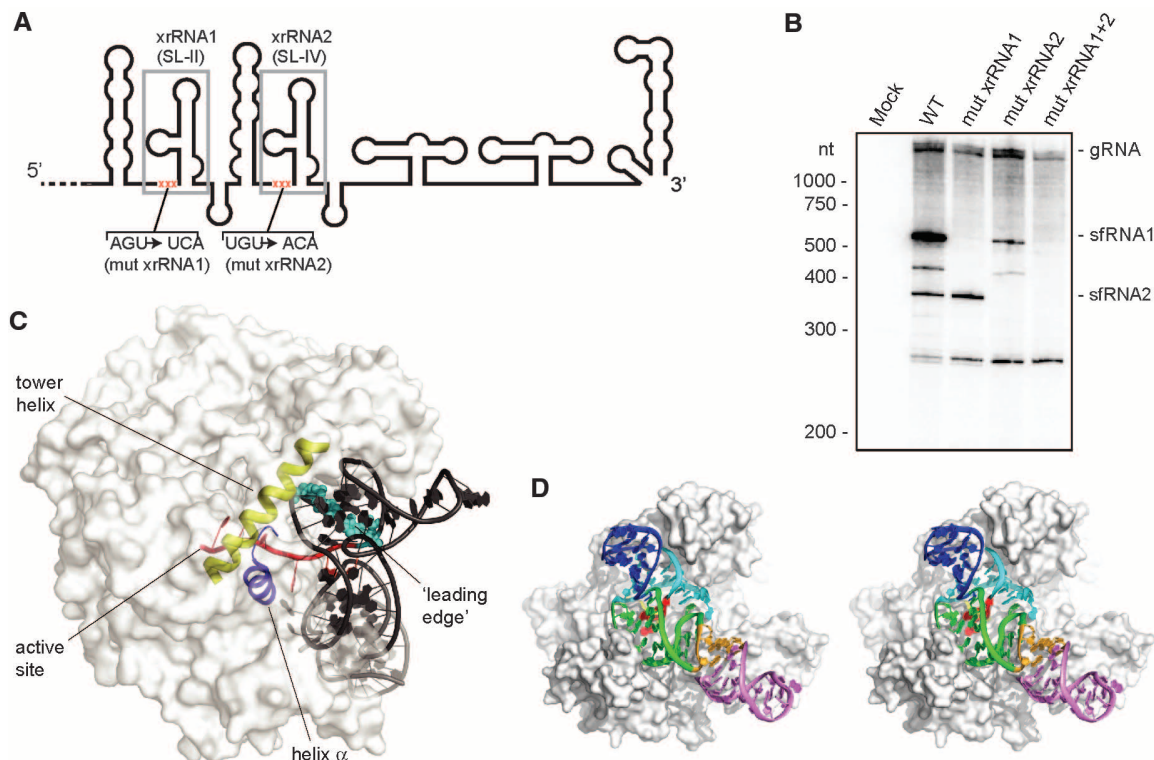 A
xrRNA1
(SL-II)
xrRNA2
(SL-IV)
5'
xxx
xxx
3'
AGU→UCA
(mut xrRNA1)
UGU→ACA
(mut xrRNA2)
B
Mock
WT
mut xrRNA1
mut xrRNA2
mut xrRNA1+2
nt
1000 -
750 -
500 -
400 -
300 -
200 -
- gRNA
- sfRNA1
- sfRNA2
C
tower
helix
active
site
helix α
'leading
edge'
D